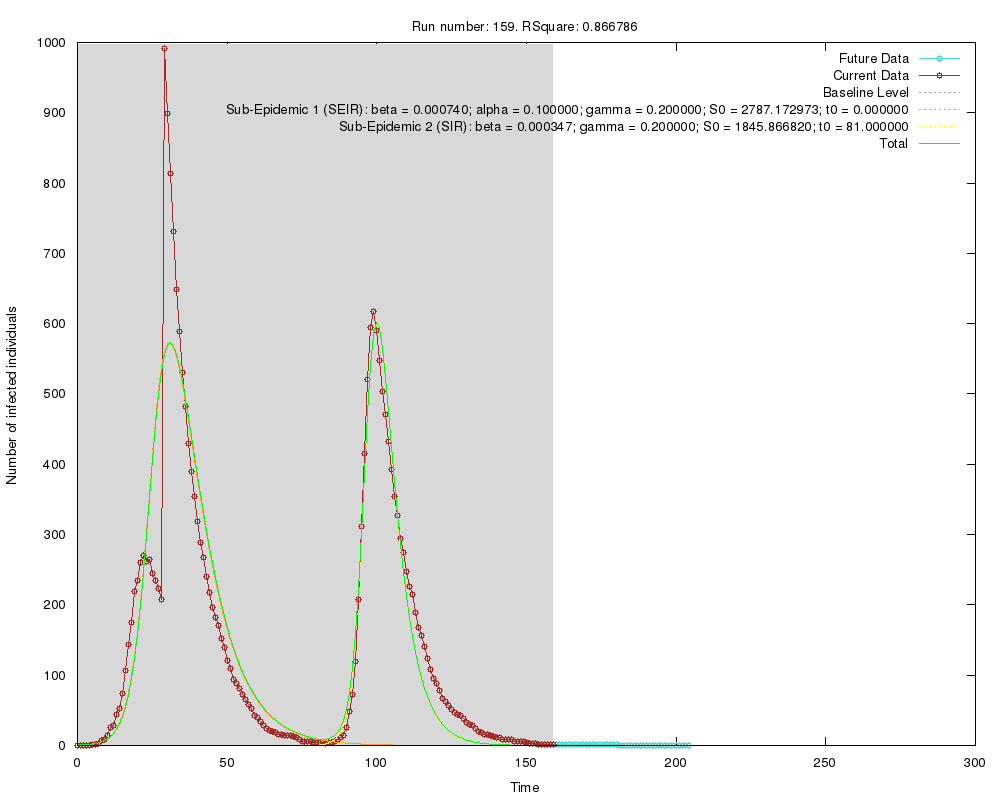 Run number: 159. RSquare: 0.866786
Future Data
Current Data
Baseline Level
Sub-Epidemic 1 (SEIR): beta = 0.000740; alpha = 0.100000; gamma = 0.200000; S0 = 2787.172973; t0 = 0.000000
Sub-Epidemic 2 (SIR): beta = 0.000347; gamma = 0.200000; S0 = 1845.866820; t0 = 81.000000
Total
1000
900
800
700
600
500
400
300
200
100
0
Number of infected individuals
0 50 100 150 200 250 300
Time